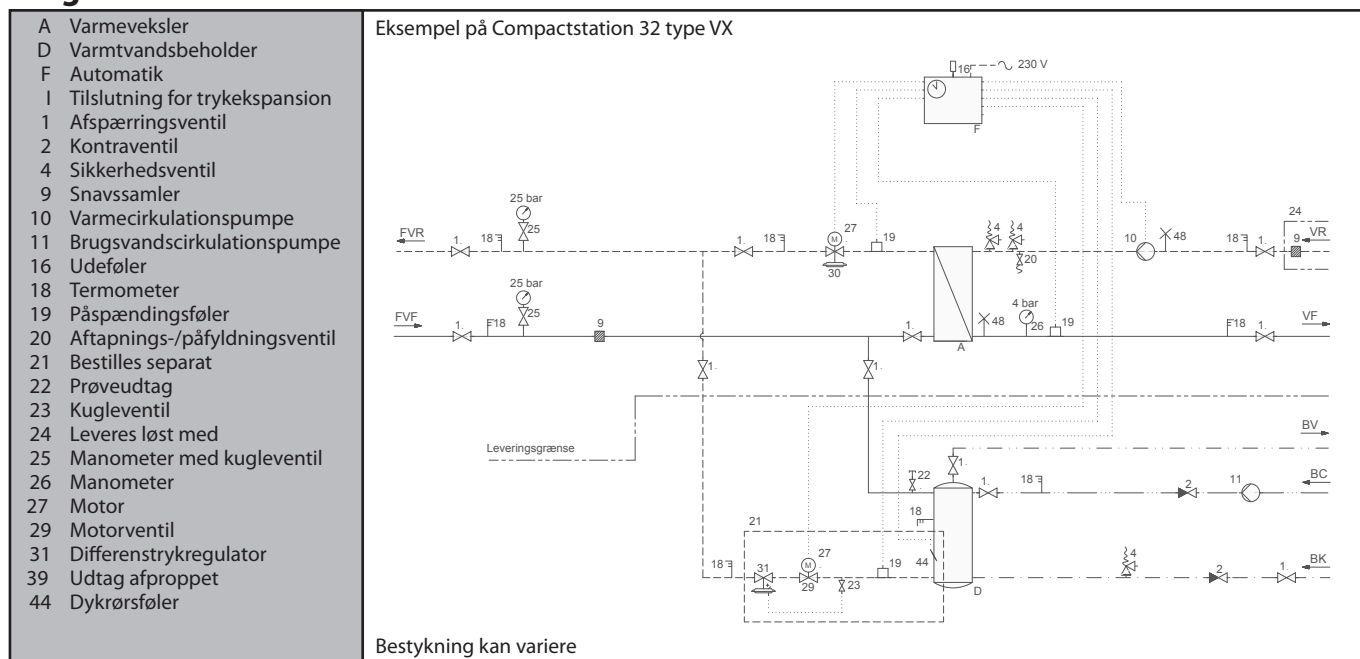 A Varmeveksler
D Varmtvandsbeholder
F Automatik
I Tilslutning for trykekspansion
1 Afspærringsventil
2 Kontraventil
4 Sikkerhedsventil
9 Snavssamler
10 Varmecirkulationspumpe
11 Brugsvandscirkulationspumpe
16 Udeføler
18 Termometer
19 Påspændingsføler
20 Aftapnings-/påfyldningsventil
21 Bestilles separat
22 Prøveudtag
23 Kugleventil
24 Leveres løst med
25 Manometer med kugleventil
26 Manometer
27 Motor
29 Motorventil
31 Differenstrykregulator
39 Udtag afproppet
44 Dykrørsføler
Eksempel på Compactstation 32 type VX
16 230 V
F
25 bar
27 4 4 24
FVR 1. 18 25 1. 18 M 19 10 48 18 1. 9 VR
30 20
25 bar
4 bar
FVF 1. 18 25 9 1. 48 26 19 18 1. VF
A
1. 1.
Leveringsgrænse BV
22 1. 1. 18 2 11 BC
21 18
27 4
18 31 M 19 44 2 1. BK
29 23 D
Bestykning kan variere